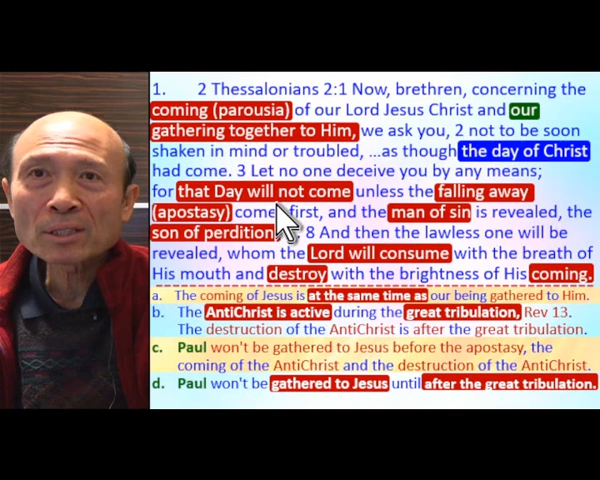 1. 2 Thessalonians 2:1 Now, brethren, concerning the
coming (parousia) of our Lord Jesus Christ and our
gathering together to Him, we ask you, 2 not to be soon
shaken in mind or troubled, ...as though the day of Christ
had come. 3 Let no one deceive you by any means;
for that Day will not come unless the falling away
(apostasy) come first, and the man of sin is revealed, the
son of perdition 8 And then the lawless one will be
revealed, whom the Lord will consume with the breath of
His mouth and destroy with the brightness of His coming.
a. The coming of Jesus is at the same time as our being gathered to Him.
b. The AntiChrist is active during the great tribulation, Rev 13.
The destruction of the AntiChrist is after the great tribulation.
c. Paul won't be gathered to Jesus before the apostasy, the
coming of the AntiChrist and the destruction of the AntiChrist.
d. Paul won't be gathered to Jesus until after the great tribulation.